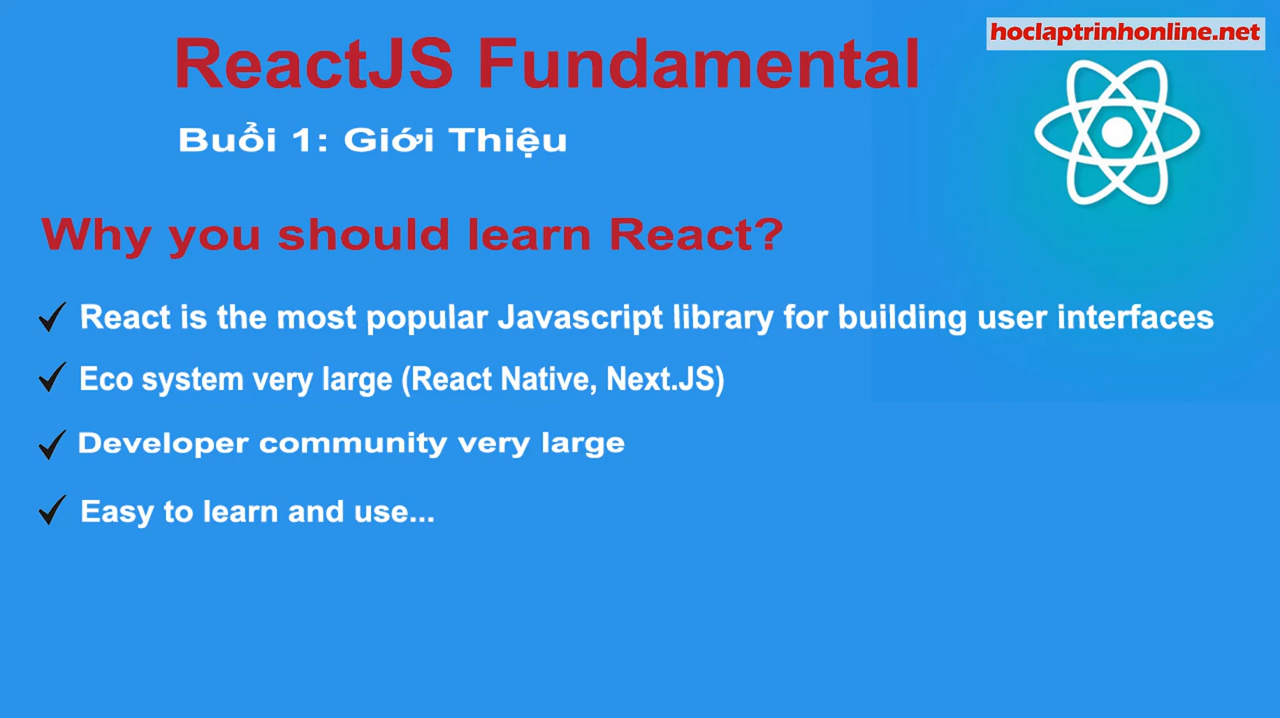 hoclaptrinhonline.net
ReactJS Fundamental
Buổi 1: Giới Thiệu
Why you should learn React?
React is the most popular Javascript library for building user interfaces
Eco system very large (React Native, Next.JS)
Developer community very large
Easy to learn and use...